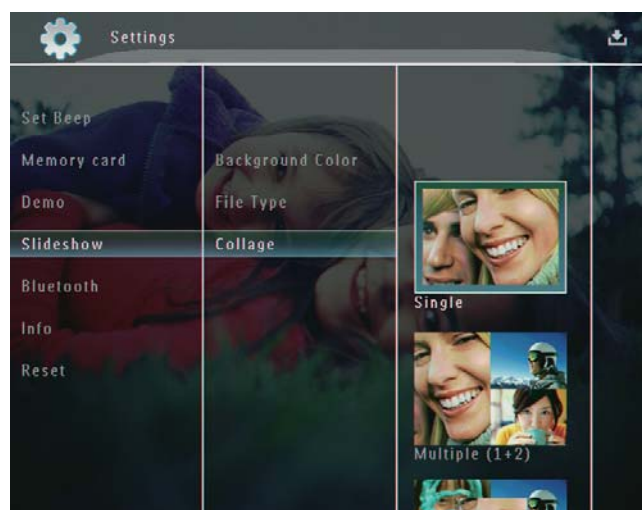 Settings
Set Beep
Memory card
Demo
Slideshow
Bluetooth
Info
Reset
Background Color
File Type
Collage
Single
Multiple (1+2)